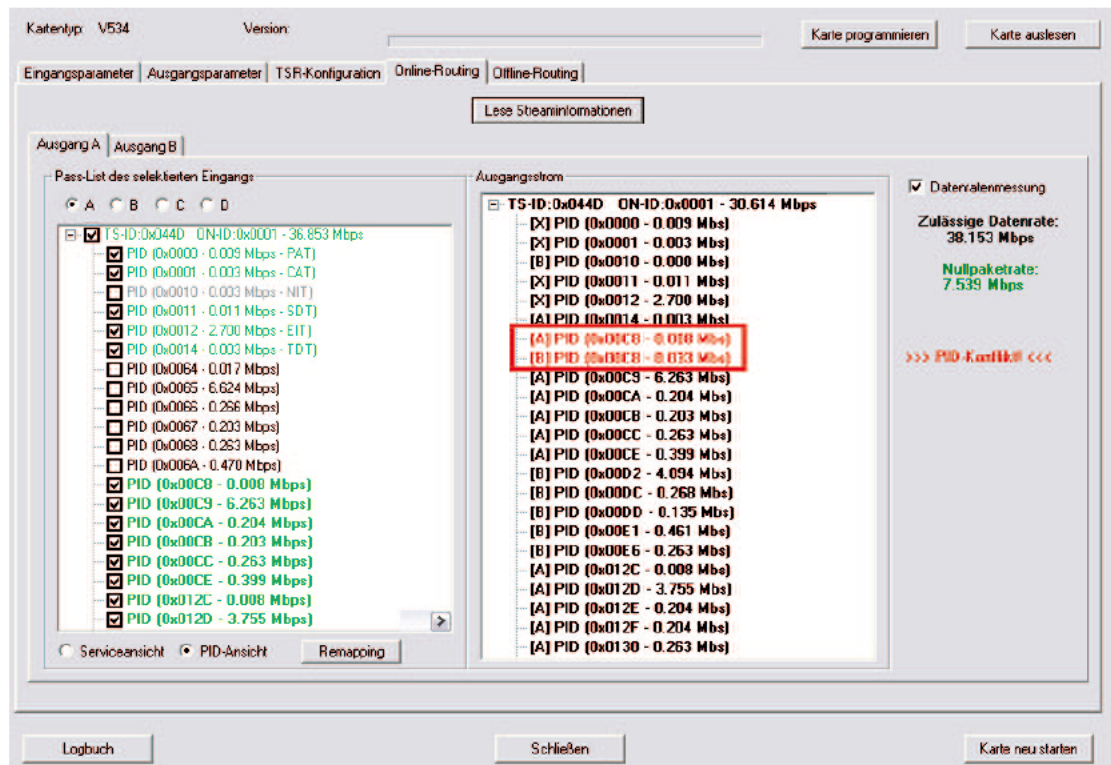 Kartentyp: V534 Version:
Karte programmieren Karte auslesen
Eingangsparameter Ausgangsparameter TSR-Konfiguration Online-Routing Offline-Routing
Lese Streaminformationen
Ausgang A Ausgang B
Pass-List des selektierten Eingangs
A B C D
TS-ID:0x044D ON-ID:0x0001 - 36.853 Mbps
PID (0x0000 - 0.009 Mbps - PAT)
PID (0x0001 - 0.003 Mbps - CAT)
PID (0x0010 - 0.003 Mbps - NIT)
PID (0x0011 - 0.011 Mbps - SDT)
PID (0x0012 - 2.700 Mbps - EIT)
PID (0x0014 - 0.003 Mbps - TDT)
PID (0x0064 - 0.017 Mbps)
PID (0x0065 - 6.624 Mbps)
PID (0x0066 - 0.266 Mbps)
PID (0x0067 - 0.203 Mbps)
PID (0x0068 - 0.263 Mbps)
PID (0x006A - 0.470 Mbps)
PID (0x00C8 - 0.008 Mbps)
PID (0x00C9 - 6.263 Mbps)
PID (0x00CA - 0.204 Mbps)
PID (0x00CB - 0.203 Mbps)
PID (0x00CC - 0.263 Mbps)
PID (0x00CE - 0.399 Mbps)
PID (0x012C - 0.008 Mbps)
PID (0x012D - 3.755 Mbps)
Serviceansicht PID-Ansicht Remapping
Ausgangsstrom
TS-ID:0x044D ON-ID:0x0001 - 30.614 Mbps
[X] PID (0x0000 - 0.009 Mbs)
[X] PID (0x0001 - 0.003 Mbs)
[B] PID (0x0010 - 0.000 Mbs)
[X] PID (0x0011 - 0.011 Mbs)
[X] PID (0x0012 - 2.700 Mbs)
[A] PID (0x0014 - 0.003 Mbs)
[A] PID (0x00C8 - 0.008 Mbs)
[B] PID (0x00C8 - 0.033 Mbs)
[A] PID (0x00C9 - 6.263 Mbs)
[A] PID (0x00CA - 0.204 Mbs)
[A] PID (0x00CB - 0.203 Mbs)
[A] PID (0x00CC - 0.263 Mbs)
[A] PID (0x00CE - 0.399 Mbs)
[B] PID (0x00D2 - 4.094 Mbs)
[B] PID (0x00DC - 0.268 Mbs)
[B] PID (0x00DD - 0.135 Mbs)
[B] PID (0x00E1 - 0.461 Mbs)
[B] PID (0x00E6 - 0.263 Mbs)
[A] PID (0x012C - 0.008 Mbs)
[A] PID (0x012D - 3.755 Mbs)
[A] PID (0x012E - 0.204 Mbs)
[A] PID (0x012F - 0.204 Mbs)
[A] PID (0x0130 - 0.263 Mbs)
Datenratenmessung
Zulässige Datenrate:
38.153 Mbps
Nullpaketrate:
7.539 Mbps
>>> PID-Konflikt! <<<
Logbuch Schließen Karte neu starten